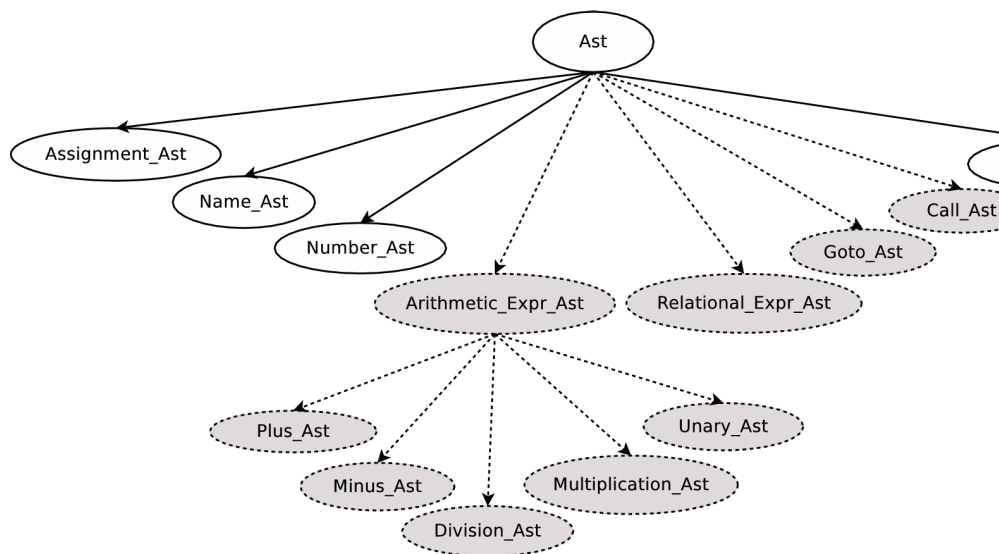 Ast
Assignment_Ast
Name_Ast
Number_Ast
Call_Ast
Goto_Ast
Arithmetic_Expr_Ast
Relational_Expr_Ast
Plus_Ast
Unary_Ast
Minus_Ast
Multiplication_Ast
Division_Ast